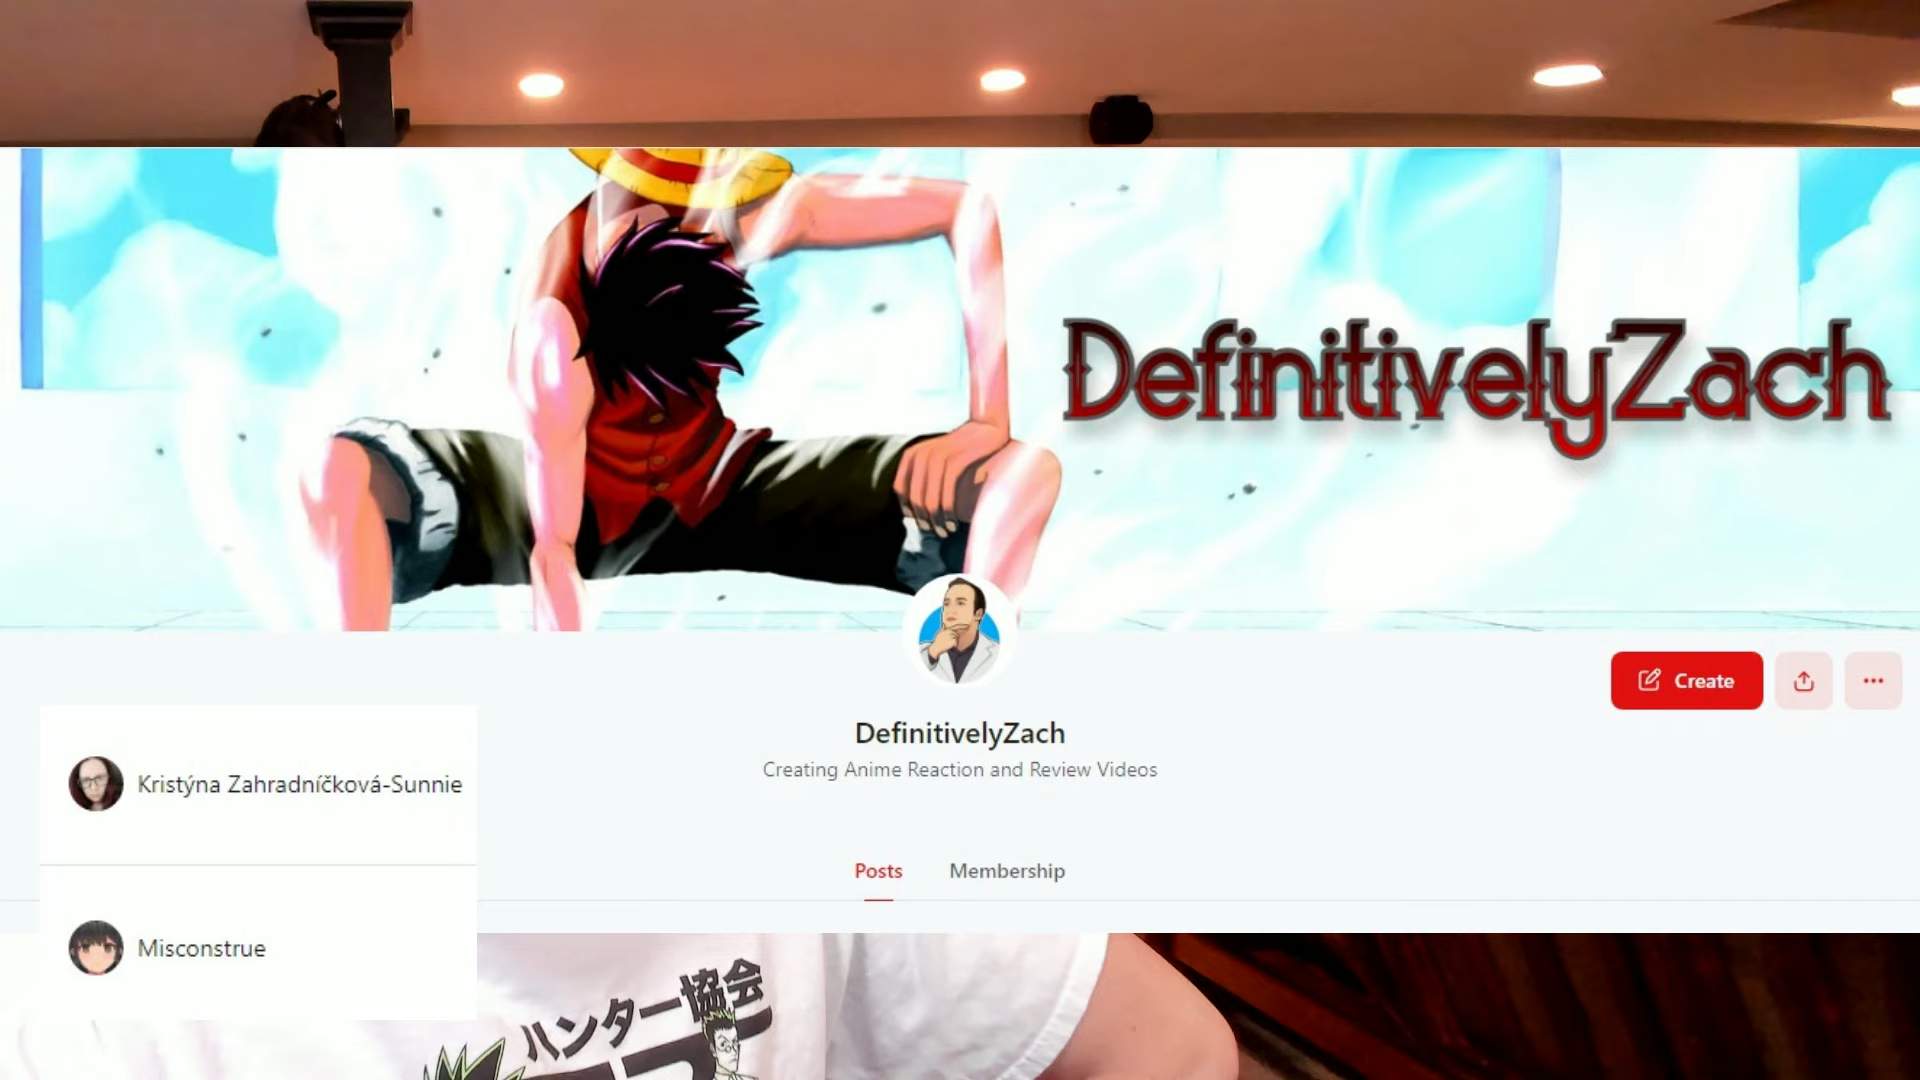 DefinitivelyZach
Create
DefinitivelyZach
Creating Anime Reaction and Review Videos
Kristýna Zahradníčková-Sunnie
Posts
Membership
Misconstrue
ハンター協会